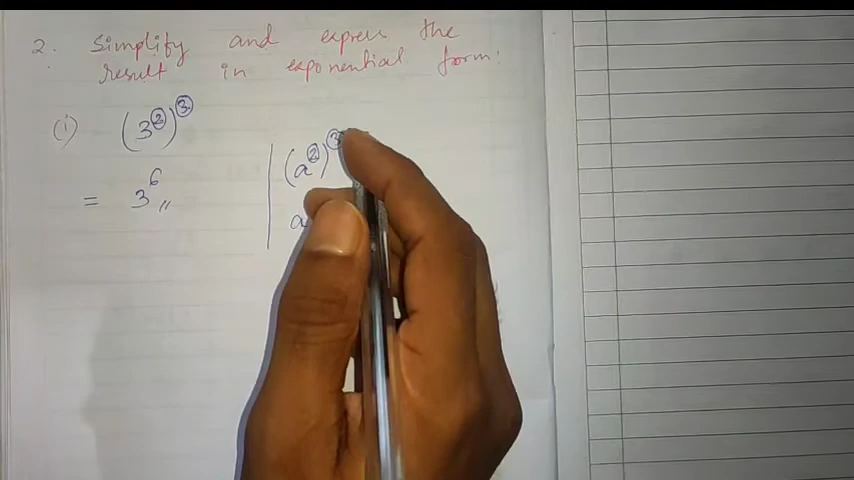 2. Simplify and express the
result in exponential form:
(i) (3²)³
= 3⁶,,
(a²)³
a